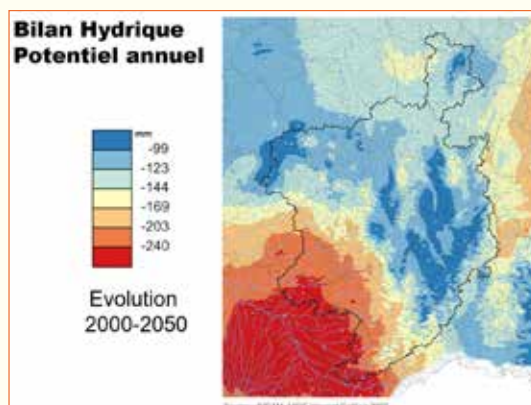 Bilan Hydrique
Potentiel annuel
mm
-99
-123
-144
-169
-203
-240
Evolution
2000-2050